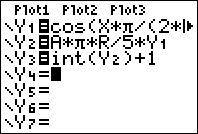 Plot1 Plot2 Plot3
\Y₁=cos(X*π/(2*
\Y₂=A*π*R/5*Y₁
\Y₃=int(Y₂)+1
\Y₄=
\Y₅=
\Y₆=
\Y₇=